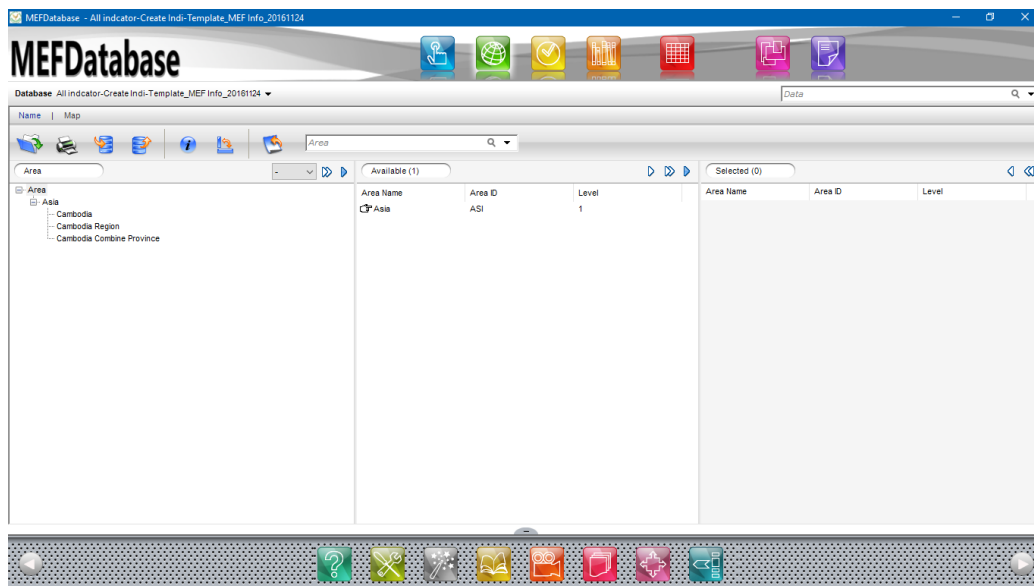 MEFDatabase - All indcator-Create Indi-Template_MEF Info_20161124
MEFDatabase
Database All indcator-Create Indi-Template_MEF Info_20161124
Data
Name | Map
Area
Area
-
Available (1)
Selected (0)
Area Name Area ID Level
Area Name Area ID Level
Asia ASI 1
Area
Asia
Cambodia
Cambodia Region
Cambodia Combine Province